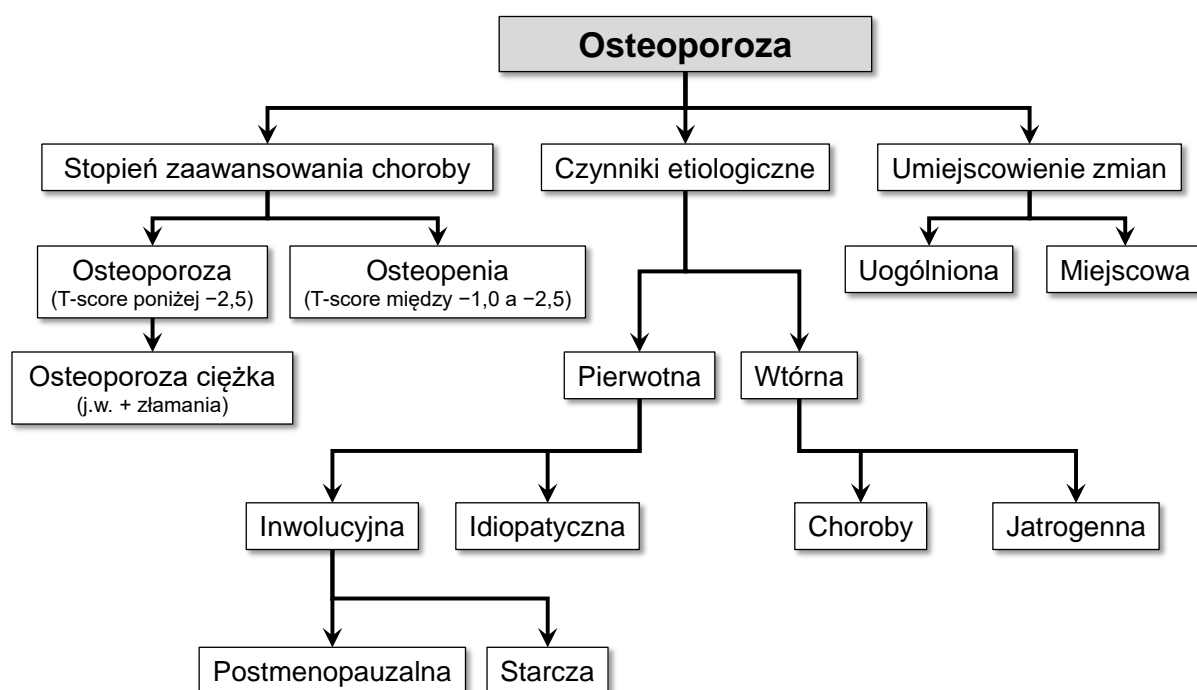 Osteoporoza
Stopień zaawansowania choroby
Czynniki etiologiczne
Umiejscowienie zmian
Osteoporoza
(T-score poniżej −2,5)
Osteopenia
(T-score między −1,0 a −2,5)
Uogólniona
Miejscowa
Osteoporoza ciężka
(j.w. + złamania)
Pierwotna
Wtórna
Inwolucyjna
Idiopatyczna
Choroby
Jatrogenna
Postmenopauzalna
Starcza